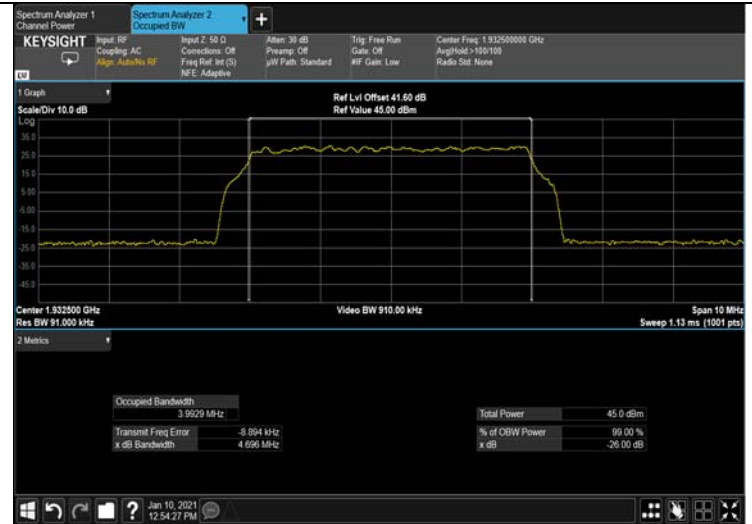 Spectrum Analyzer 1
Channel Power
Spectrum Analyzer 2
Occupied BW
KEYSIGHT
Input: RF
Coupling: AC
Align: Auto/No RF
Input Z: 50 Ω
Corrections: Off
Freq Ref: Int (S)
NFE: Adaptive
Atten: 30 dB
Preamp: Off
µW Path: Standard
Trig: Free Run
Gate: Off
#IF Gain: Low
Center Freq: 1.932500000 GHz
Avg|Hold:>100/100
Radio Std: None
1 Graph
Scale/Div 10.0 dB
Ref Lvl Offset 41.60 dB
Ref Value 45.00 dBm
Log
35.0
25.0
15.0
5.00
-5.00
-15.0
-25.0
-35.0
-45.0
Center 1.932500 GHz
Res BW 91.000 kHz
Video BW 910.00 kHz
Span 10 MHz
Sweep 1.13 ms (1001 pts)
2 Metrics
Occupied Bandwidth
3.9929 MHz
Transmit Freq Error -8.894 kHz
x dB Bandwidth 4.696 MHz
Total Power 45.0 dBm
% of OBW Power 99.00 %
x dB -26.00 dB
Jan 10, 2021
12:54:27 PM